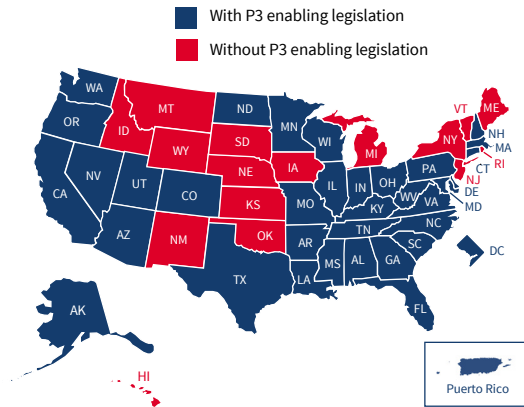 With P3 enabling legislation
Without P3 enabling legislation
WA
MT
ND
MN
VT
ME
OR
ID
SD
WI
NY
NH
MA
WY
MI
RI
CT
NV
NE
IA
PA
NJ
CA
UT
CO
IL
IN
OH
DE
WV
VA
MD
KS
MO
KY
AZ
NM
OK
AR
TN
NC
SC
DC
TX
LA
MS
AL
GA
FL
AK
HI
Puerto Rico